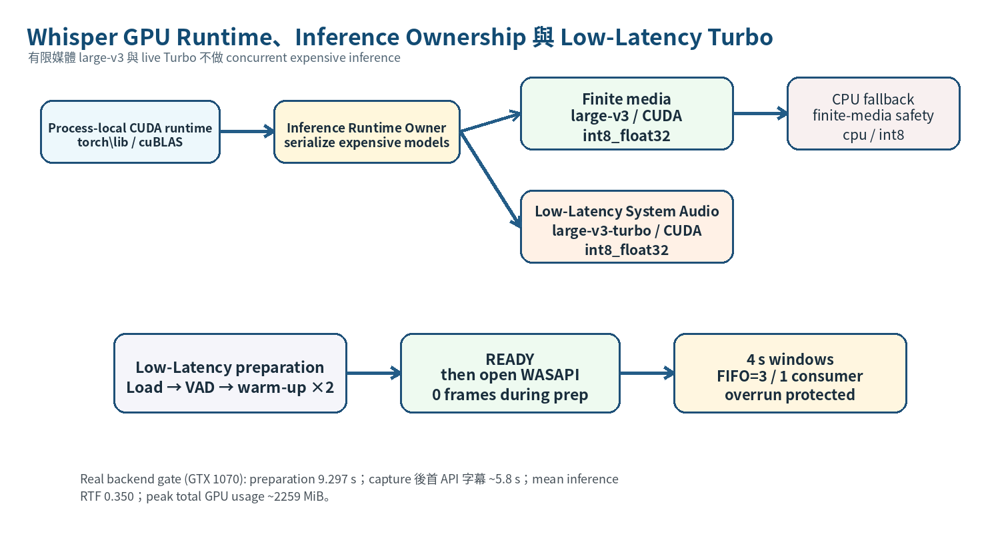 Whisper GPU Runtime、Inference Ownership 與 Low-Latency Turbo
有限媒體 large-v3 與 live Turbo 不做 concurrent expensive inference
Process-local CUDA runtime
torch\lib / cuBLAS
Inference Runtime Owner
serialize expensive models
Finite media
large-v3 / CUDA
int8_float32
CPU fallback
finite-media safety
cpu / int8
Low-Latency System Audio
large-v3-turbo / CUDA
int8_float32
Low-Latency preparation
Load → VAD → warm-up ×2
READY
then open WASAPI
0 frames during prep
4 s windows
FIFO=3 / 1 consumer
overrun protected
Real backend gate (GTX 1070): preparation 9.297 s；capture 後首 API 字幕 ~5.8 s；mean inference
RTF 0.350；peak total GPU usage ~2259 MiB。